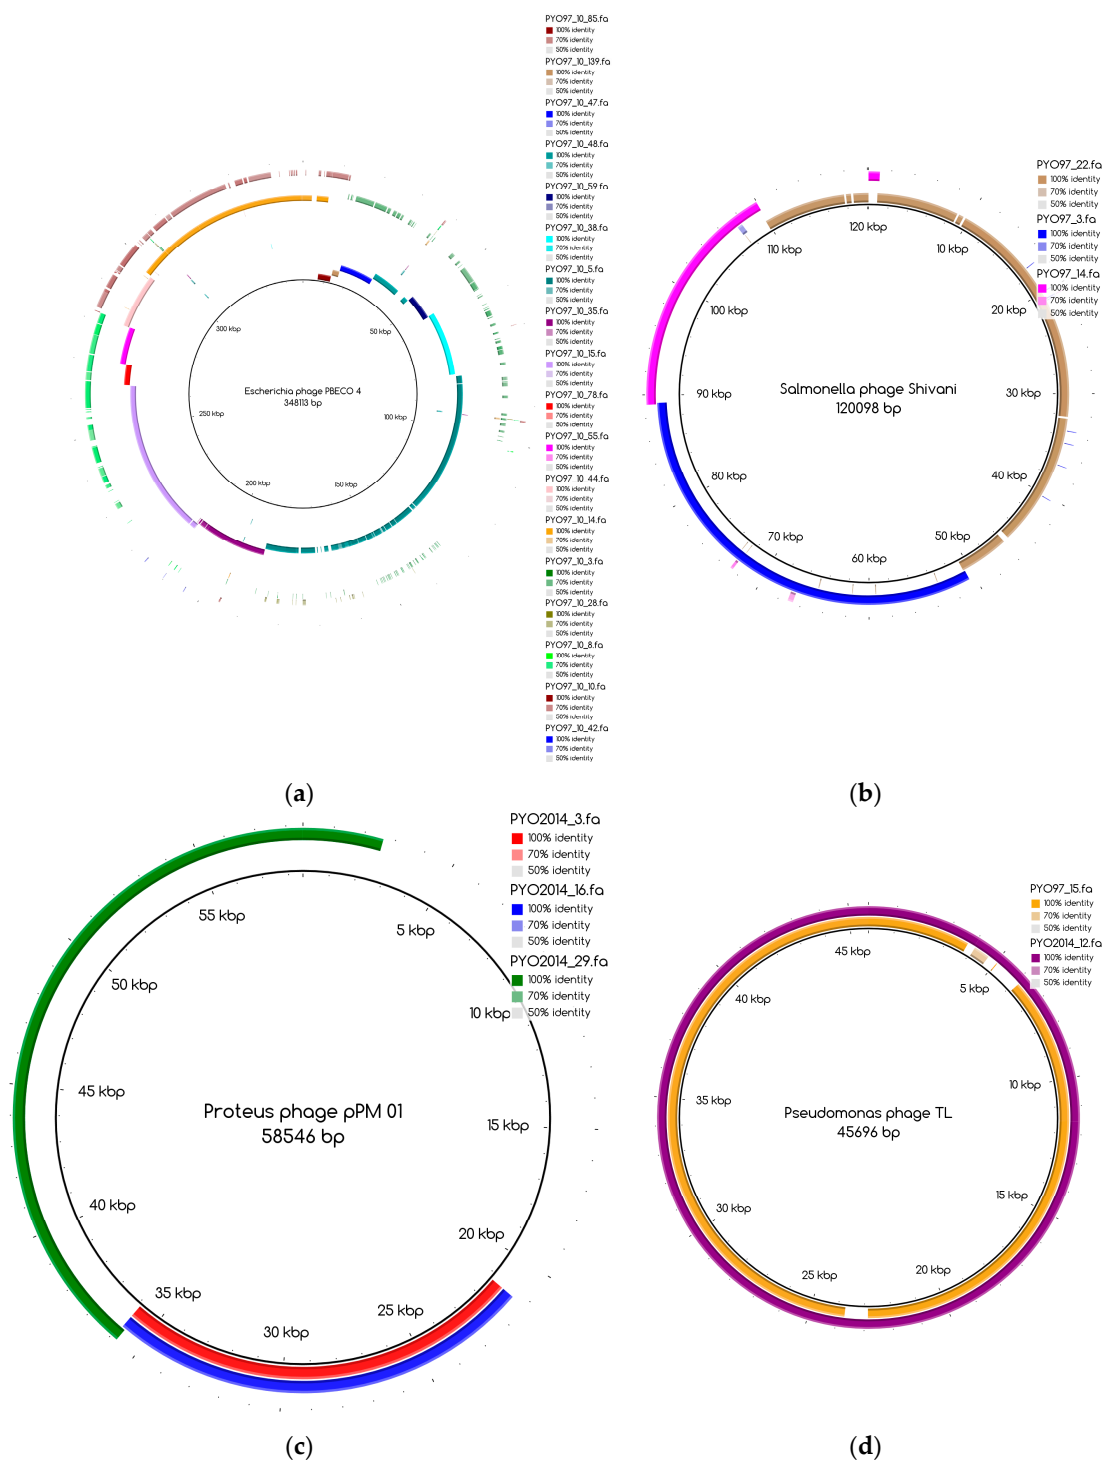 PYO97_10_85.fa
100% identity
70% identity
50% identity
PYO97_10_139.fa
100% identity
70% identity
50% identity
PYO97_10_47.fa
100% identity
70% identity
50% identity
PYO97_10_48.fa
100% identity
70% identity
50% identity
PYO97_10_59.fa
100% identity
70% identity
50% identity
PYO97_10_38.fa
100% identity
70% identity
50% identity
PYO97_10_5.fa
100% identity
70% identity
50% identity
PYO97_10_35.fa
100% identity
70% identity
50% identity
PYO97_10_15.fa
100% identity
70% identity
50% identity
PYO97_10_78.fa
100% identity
70% identity
50% identity
PYO97_10_55.fa
100% identity
70% identity
50% identity
PYO97_10_44.fa
100% identity
70% identity
50% identity
PYO97_10_14.fa
100% identity
70% identity
50% identity
PYO97_10_3.fa
100% identity
70% identity
50% identity
PYO97_10_28.fa
100% identity
70% identity
50% identity
PYO97_10_8.fa
100% identity
70% identity
50% identity
PYO97_10_10.fa
100% identity
70% identity
50% identity
PYO97_10_42.fa
100% identity
70% identity
50% identity
50 kbp
100 kbp
150 kbp
200 kbp
250 kbp
300 kbp
Escherichia phage PBECO 4
348113 bp
(a)
PYO97_22.fa
100% identity
70% identity
50% identity
PYO97_3.fa
100% identity
70% identity
50% identity
PYO97_14.fa
100% identity
70% identity
50% identity
120 kbp
10 kbp
20 kbp
30 kbp
40 kbp
50 kbp
60 kbp
70 kbp
80 kbp
90 kbp
100 kbp
110 kbp
Salmonella phage Shivani
120098 bp
(b)
PYO2014_3.fa
100% identity
70% identity
50% identity
PYO2014_16.fa
100% identity
70% identity
50% identity
PYO2014_29.fa
100% identity
70% identity
50% identity
5 kbp
10 kbp
15 kbp
20 kbp
25 kbp
30 kbp
35 kbp
40 kbp
45 kbp
50 kbp
55 kbp
Proteus phage pPM 01
58546 bp
(c)
PYO97_15.fa
100% identity
70% identity
50% identity
PYO2014_12.fa
100% identity
70% identity
50% identity
5 kbp
10 kbp
15 kbp
20 kbp
25 kbp
30 kbp
35 kbp
40 kbp
45 kbp
Pseudomonas phage TL
45696 bp
(d)